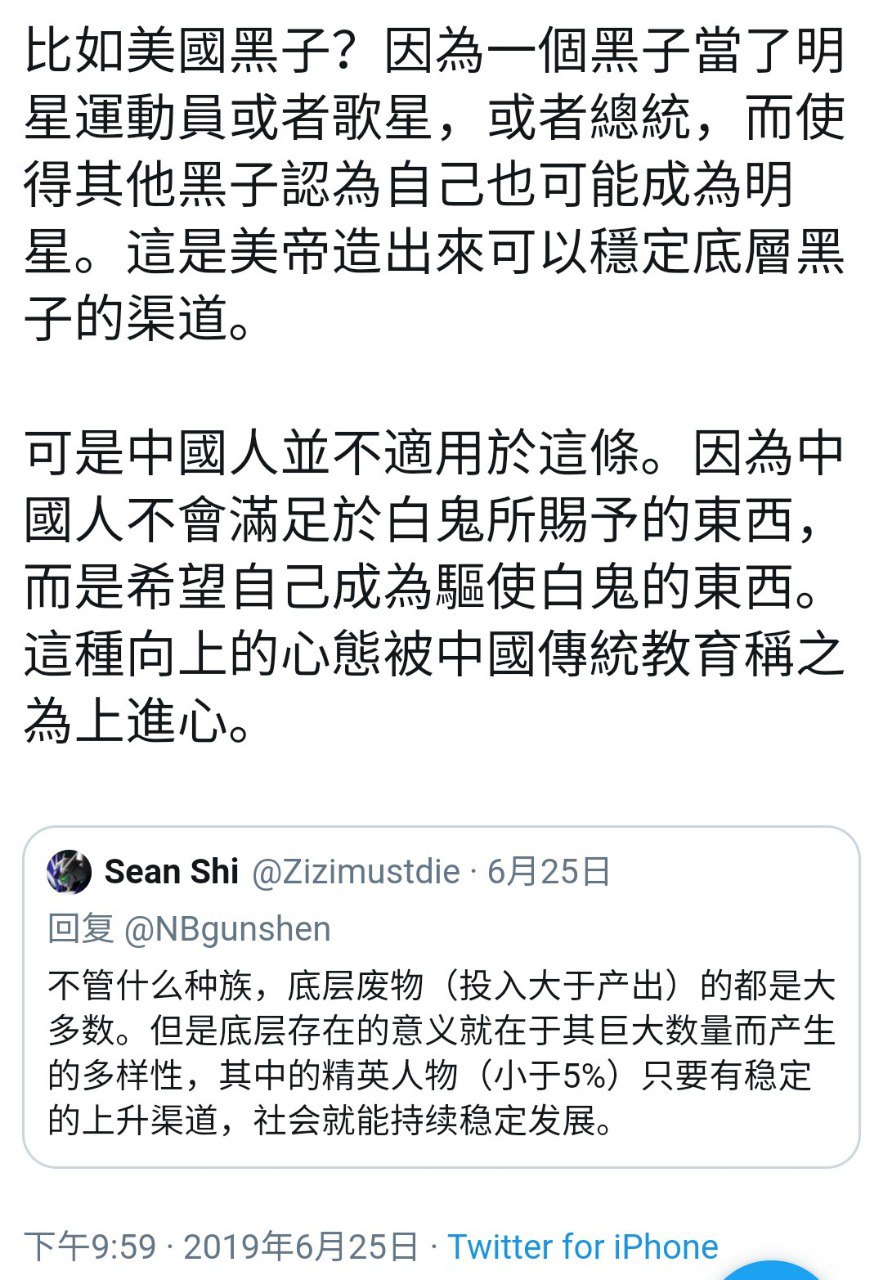 比如美國黑子？因為一個黑子當了明
星運動員或者歌星，或者總統，而使
得其他黑子認為自己也可能成為明
星。這是美帝造出來可以穩定底層黑
子的渠道。
可是中國人並不適用於這條。因為中
國人不會滿足於白鬼所賜予的東西，
而是希望自己成為驅使白鬼的東西。
這種向上的心態被中國傳統教育稱之
為上進心。
Sean Shi @Zizimustdie · 6月25日
回复 @NBgunshen
不管什么种族，底层废物（投入大于产出）的都是大
多数。但是底层存在的意义就在于其巨大数量而产生
的多样性，其中的精英人物（小于5%）只要有稳定
的上升渠道，社会就能持续稳定发展。
下午9:59 · 2019年6月25日 · Twitter for iPhone